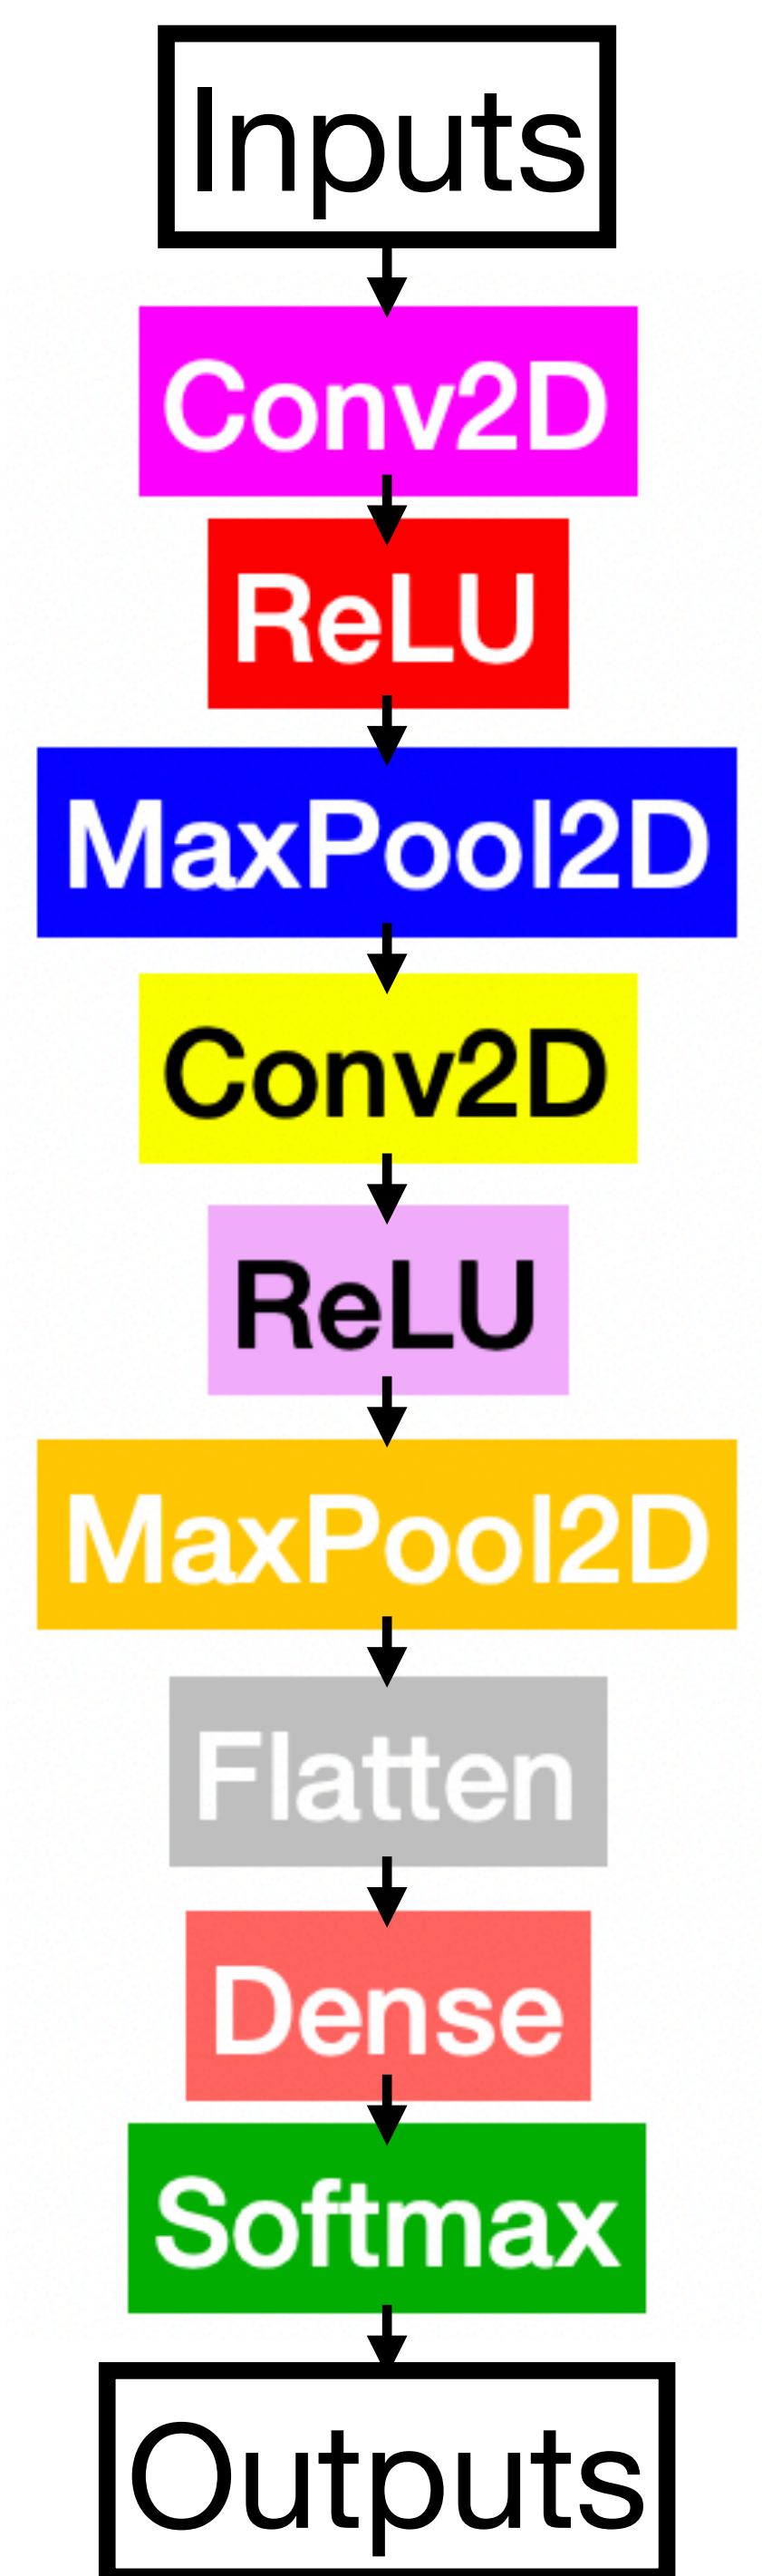 Inputs
Conv2D
ReLU
MaxPool2D
Conv2D
ReLU
MaxPool2D
Flatten
Dense
Softmax
Outputs